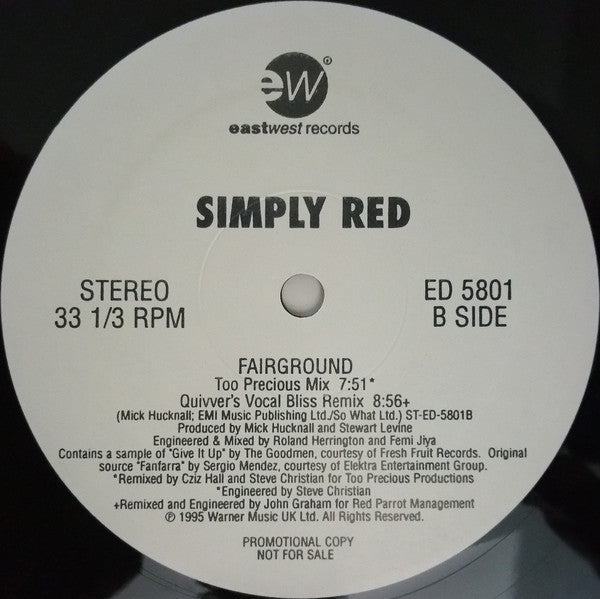 ew®
eastwest records
SIMPLY RED
STEREO
33 1/3 RPM
ED 5801
B SIDE
FAIRGROUND
Too Precious Mix 7:51*
Quivver's Vocal Bliss Remix 8:56+
(Mick Hucknall; EMI Music Publishing Ltd./So What Ltd.) ST-ED-5801B
Produced by Mick Hucknall and Stewart Levine
Engineered & Mixed by Roland Herrington and Femi Jiya
Contains a sample of "Give It Up" by The Goodmen, courtesy of Fresh Fruit Records. Original
source "Fanfarra" by Sergio Mendez, courtesy of Elektra Entertainment Group.
*Remixed by Cziz Hall and Steve Christian for Too Precious Productions
*Engineered by Steve Christian
+Remixed and Engineered by John Graham for Red Parrot Management
℗ 1995 Warner Music UK Ltd. All Rights Reserved.
PROMOTIONAL COPY
NOT FOR SALE